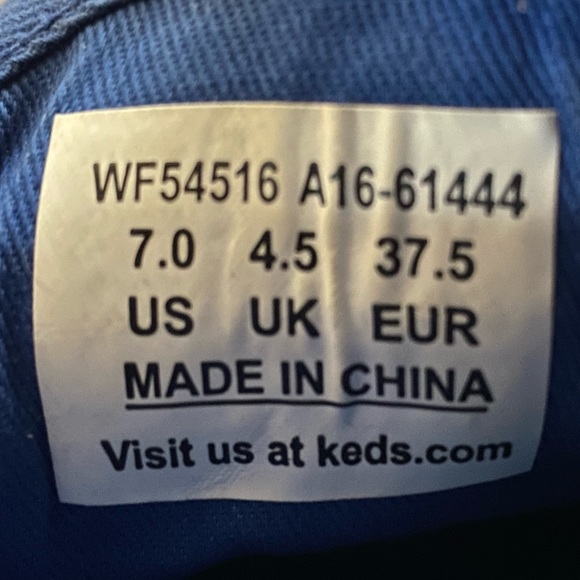 WF54516 A16-61444
7.0 4.5 37.5
US UK EUR
MADE IN CHINA
Visit us at keds.com